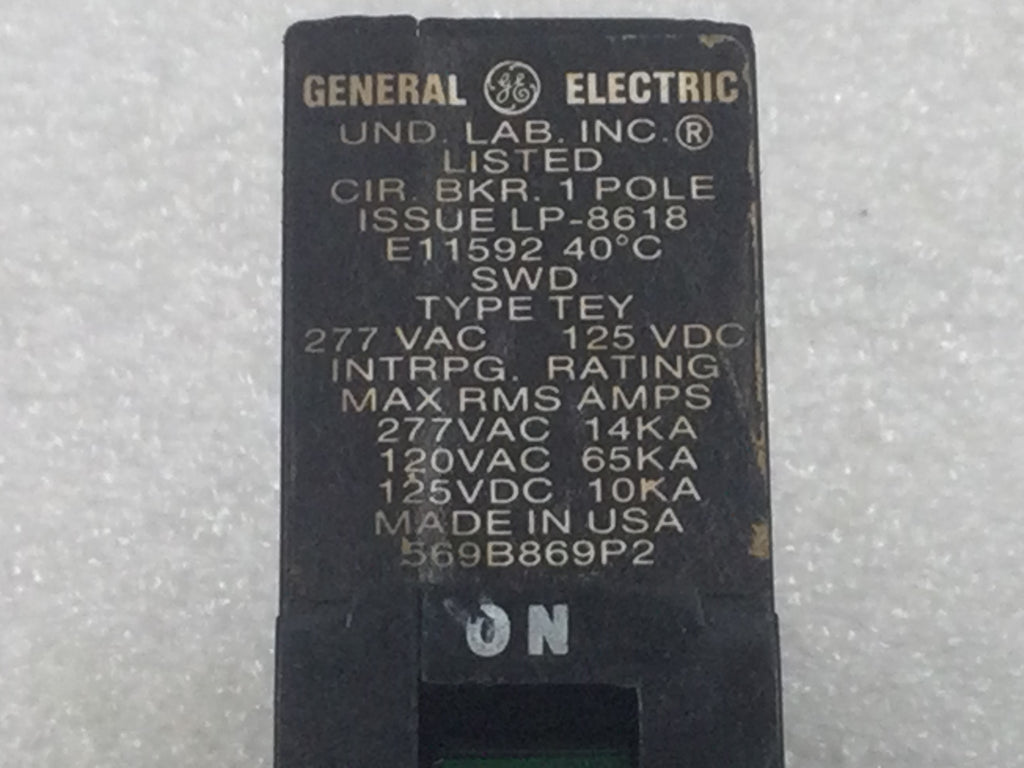 GENERAL GE ELECTRIC
UND. LAB. INC.®
LISTED
CIR. BKR. 1 POLE
ISSUE LP-8618
E11592 40°C
SWD
TYPE TEY
277 VAC 125 VDC
INTRPG. RATING
MAX RMS AMPS
277VAC 14KA
120VAC 65KA
125VDC 10KA
MADE IN USA
569B869P2
ON